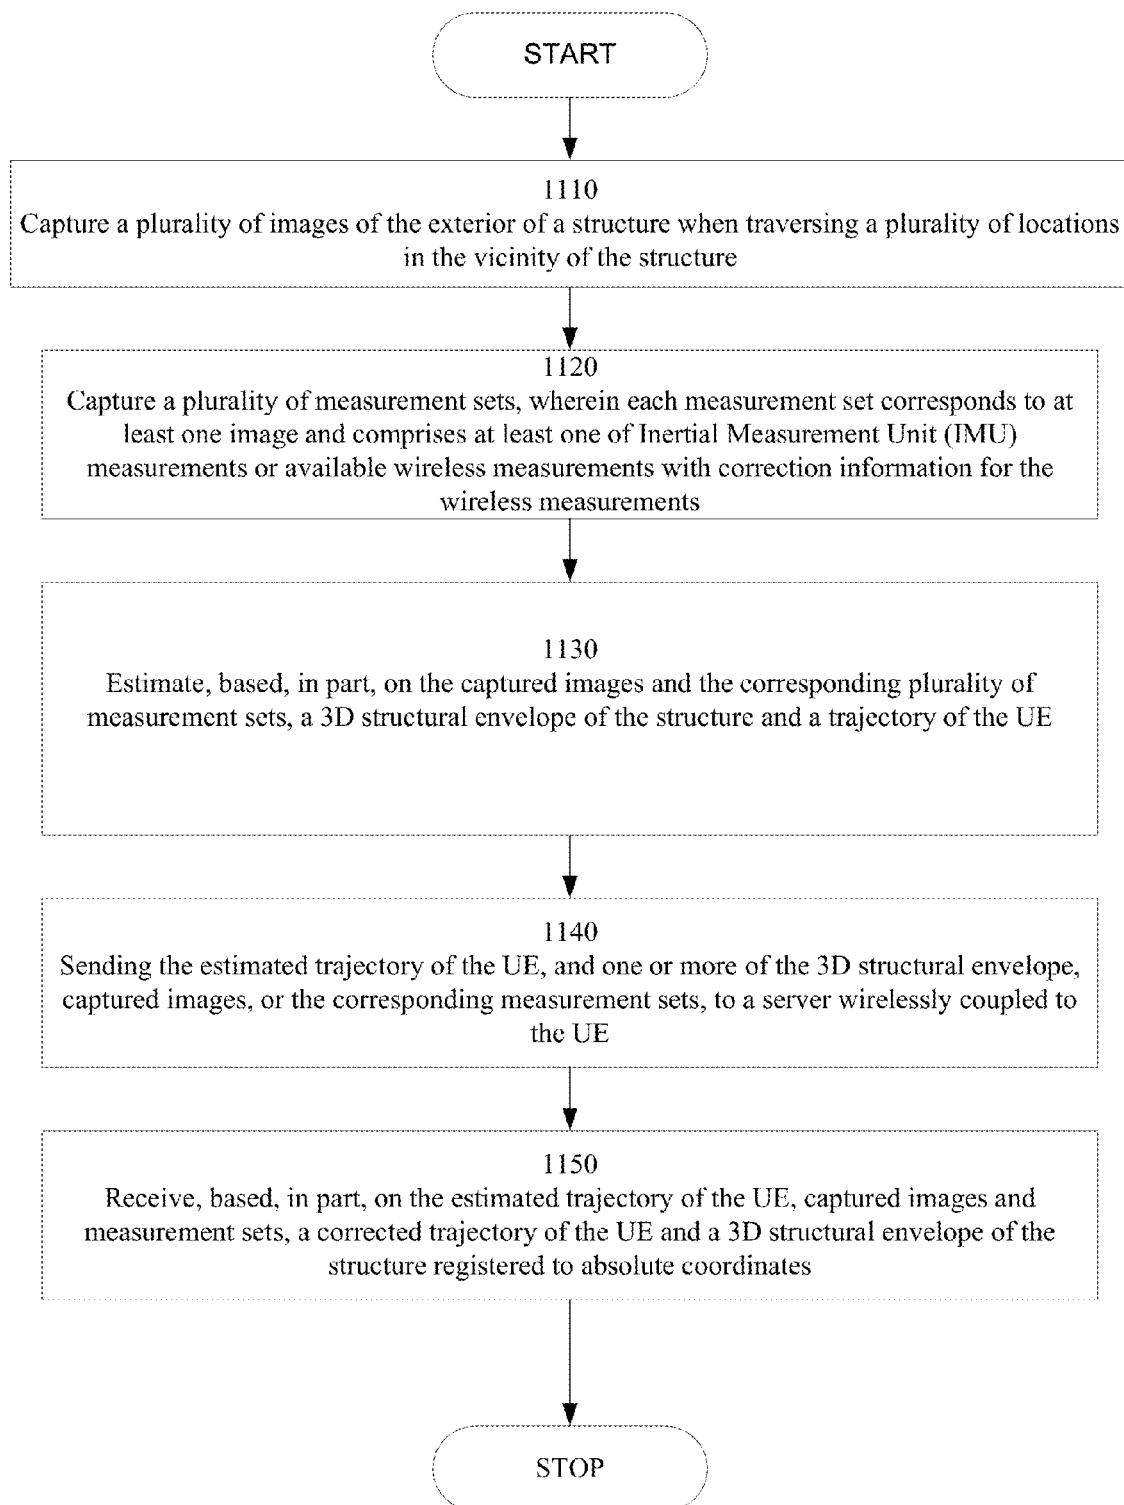 START
1110
Capture a plurality of images of the exterior of a structure when traversing a plurality of locations
in the vicinity of the structure
1120
Capture a plurality of measurement sets, wherein each measurement set corresponds to at
least one image and comprises at least one of Inertial Measurement Unit (IMU)
measurements or available wireless measurements with correction information for the
wireless measurements
1130
Estimate, based, in part, on the captured images and the corresponding plurality of
measurement sets, a 3D structural envelope of the structure and a trajectory of the UE
1140
Sending the estimated trajectory of the UE, and one or more of the 3D structural envelope,
captured images, or the corresponding measurement sets, to a server wirelessly coupled to
the UE
1150
Receive, based, in part, on the estimated trajectory of the UE, captured images and
measurement sets, a corrected trajectory of the UE and a 3D structural envelope of the
structure registered to absolute coordinates
STOP